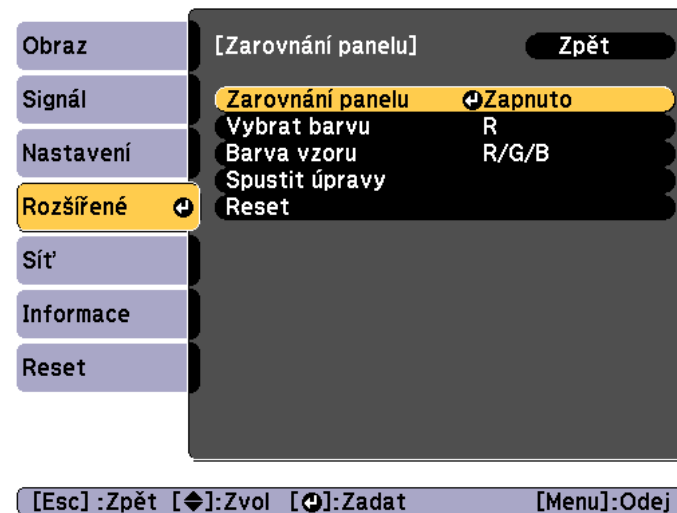 Obraz
Signál
Nastavení
Rozšířené
Síť
Informace
Reset
[Zarovnání panelu] Zpět
Zarovnání panelu Zapnuto
Vybrat barvu R
Barva vzoru R/G/B
Spustit úpravy
Reset
[Esc] :Zpět [◆]:Zvol [↵]:Zadat [Menu]:Odej